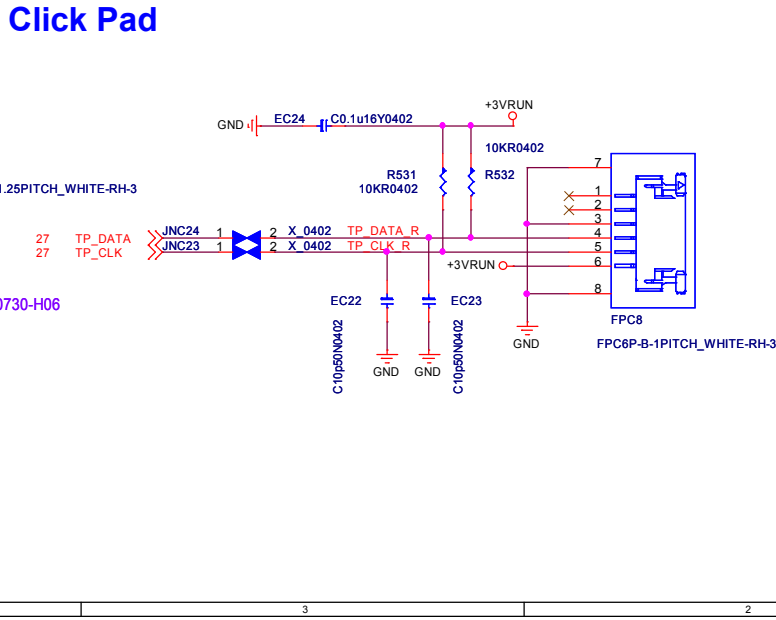 Click Pad
+3VRUN
GND EC24 C0.1u16Y0402
10KR0402
R531 R532
10KR0402
7
1.25PITCH_WHITE-RH-3
1
2
3
JNC24 1 2 X_0402 TP_DATA_R 4
27 TP_DATA
JNC23 1 2 X_0402 TP_CLK_R 5
27 TP_CLK
+3VRUN 6
8
0730-H06
EC22 EC23
FPC8
C10p50N0402 C10p50N0402
GND
FPC6P-B-1PITCH_WHITE-RH-3
GND GND
3 2